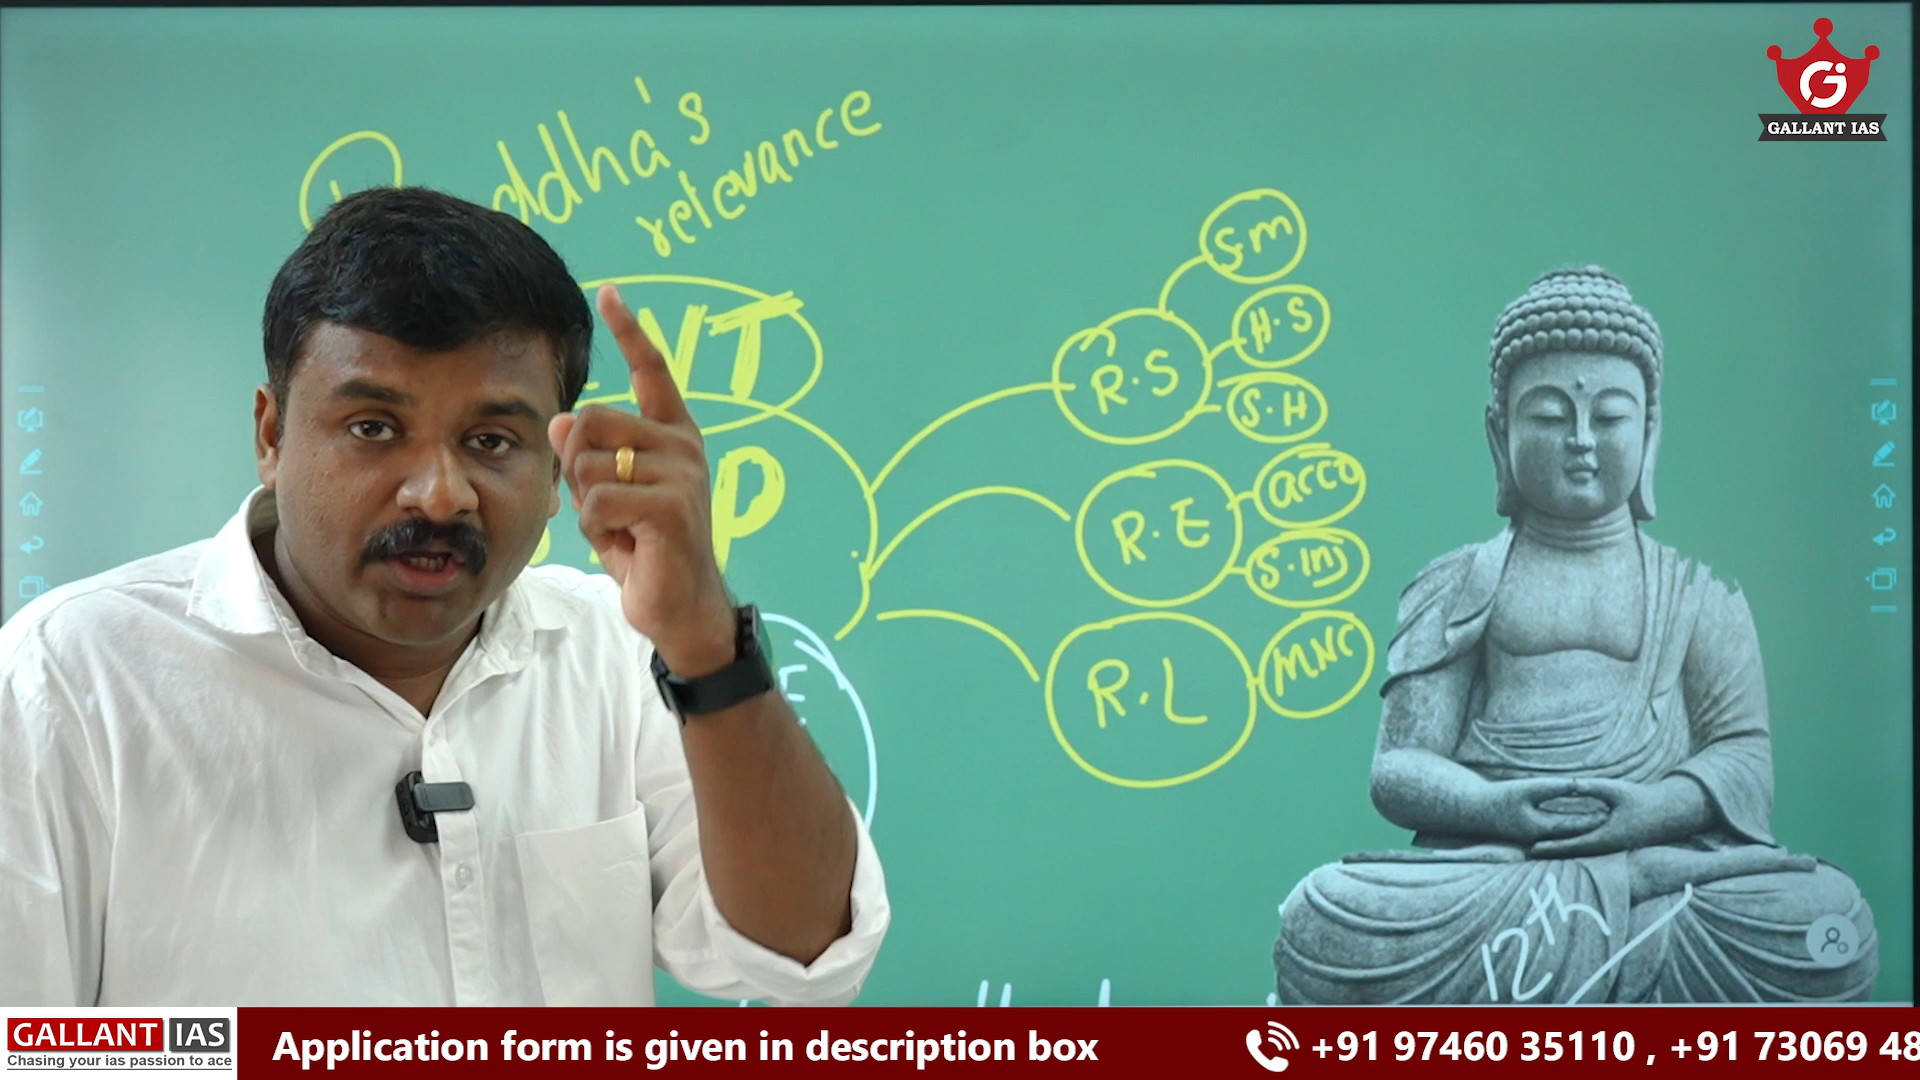 GALLANT IAS
Buddha's
relevance
S.M
H.S
R.S
S.H
acco
R.E
S.Inj
MNC
R.L
12th
GALLANT IAS
Chasing your ias passion to ace
Application form is given in description box
+91 97460 35110 , +91 73069 48